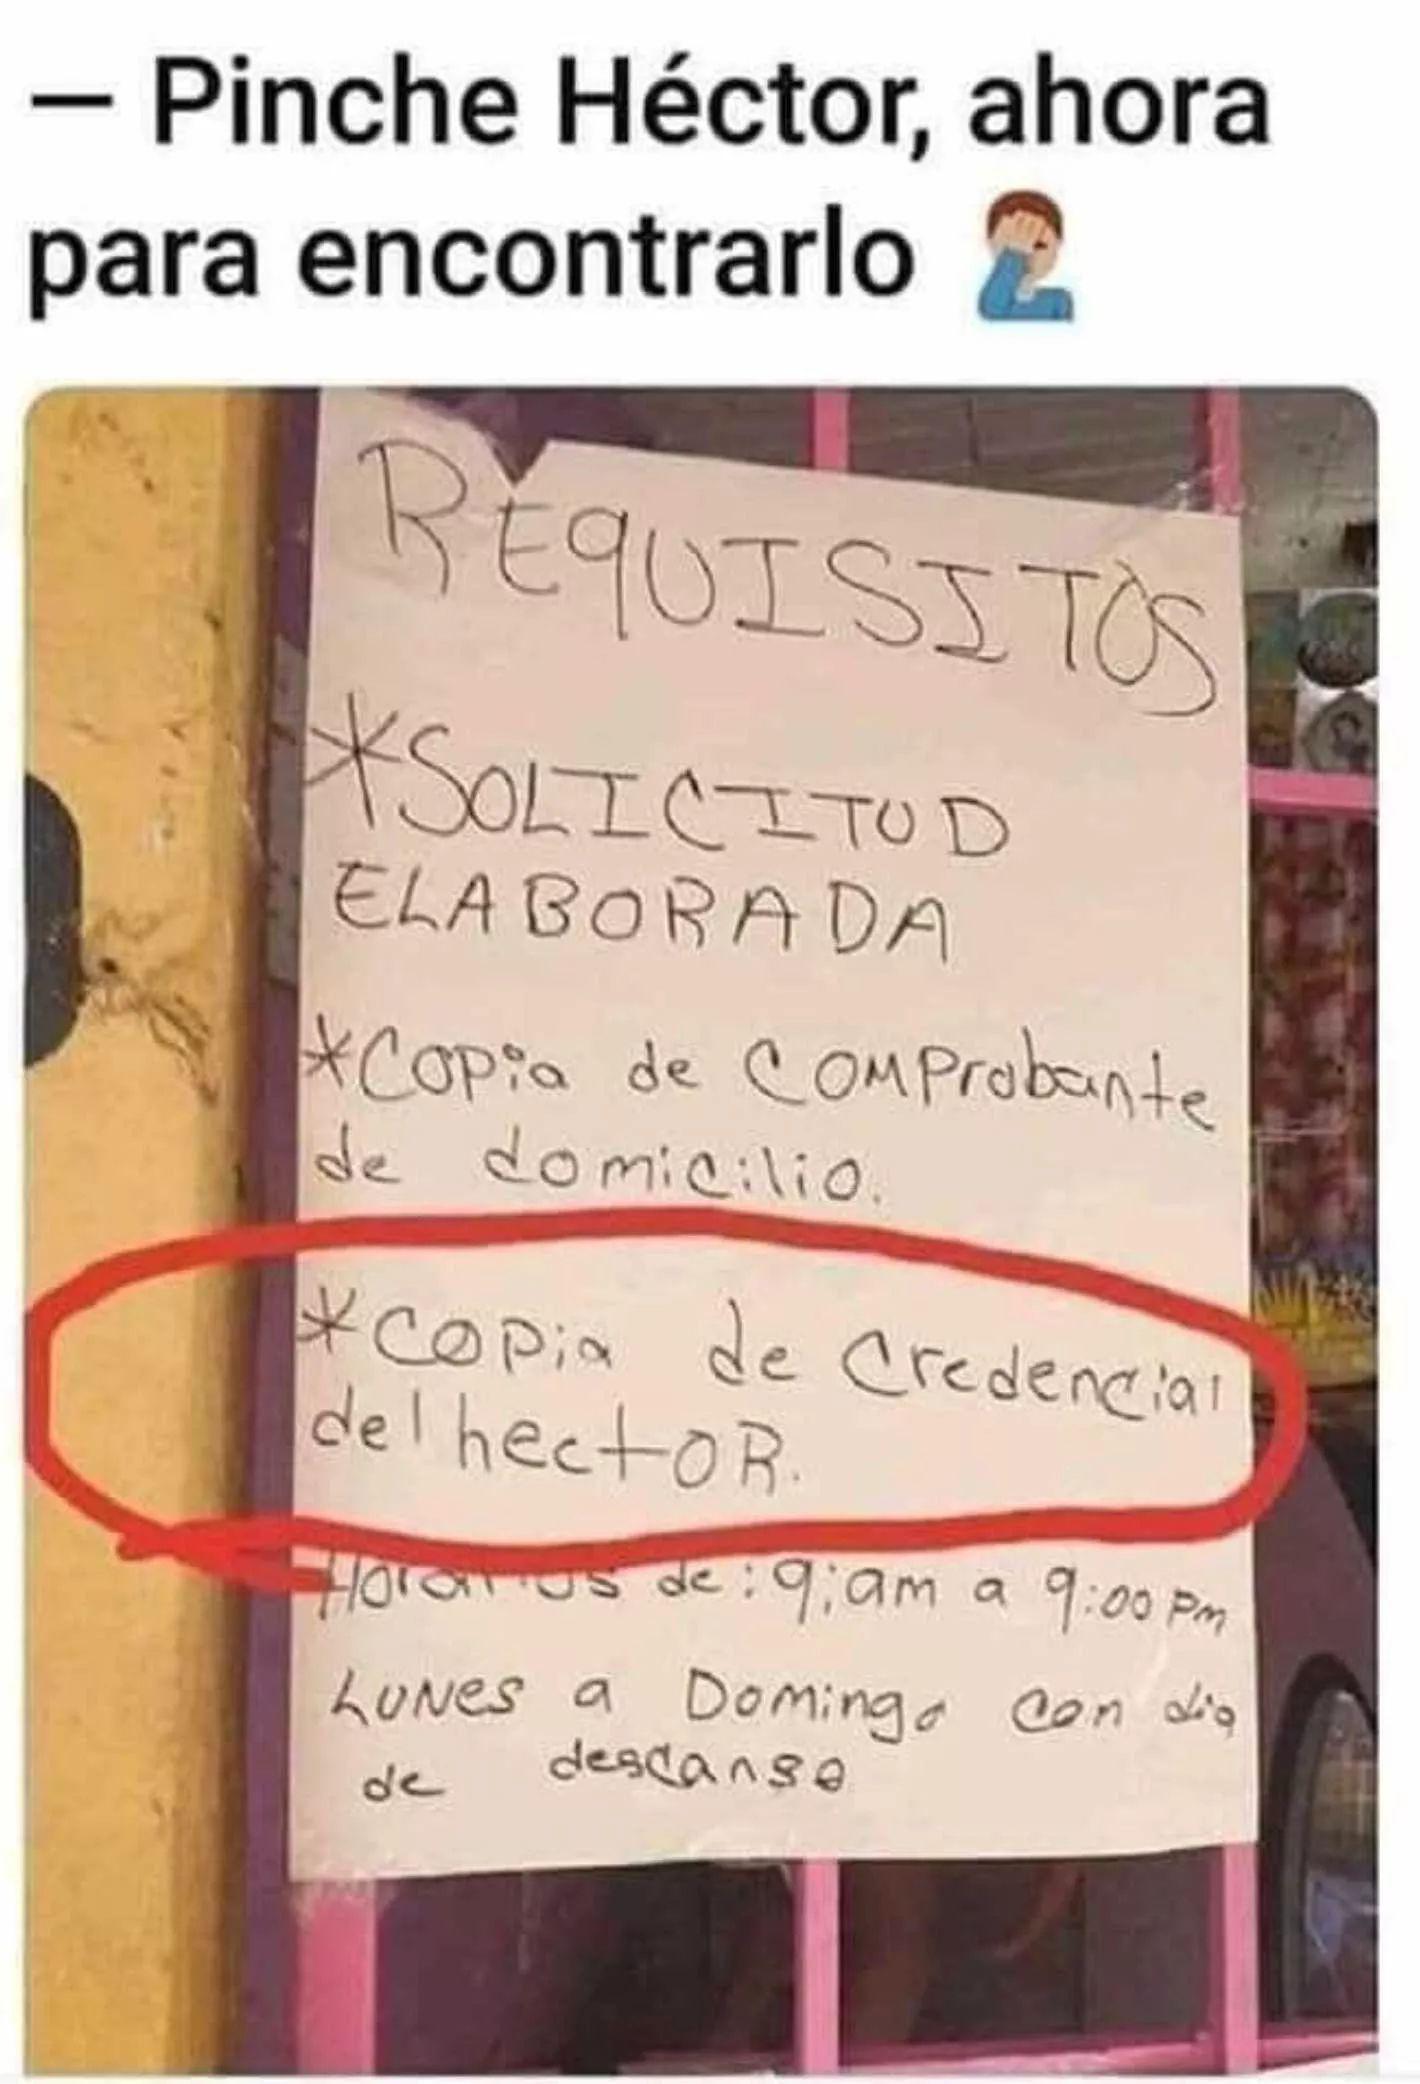 — Pinche Héctor, ahora
para encontrarlo 🤦🏽‍♂️
REQUISITOS
*SOLICITUD
ELABORADA
*Copia de comprobante
de domicilio.
*copia de credencial
del hectoR.
Horarios de: 9:am a 9:00 pm
Lunes a Domingo con dia
de descanso